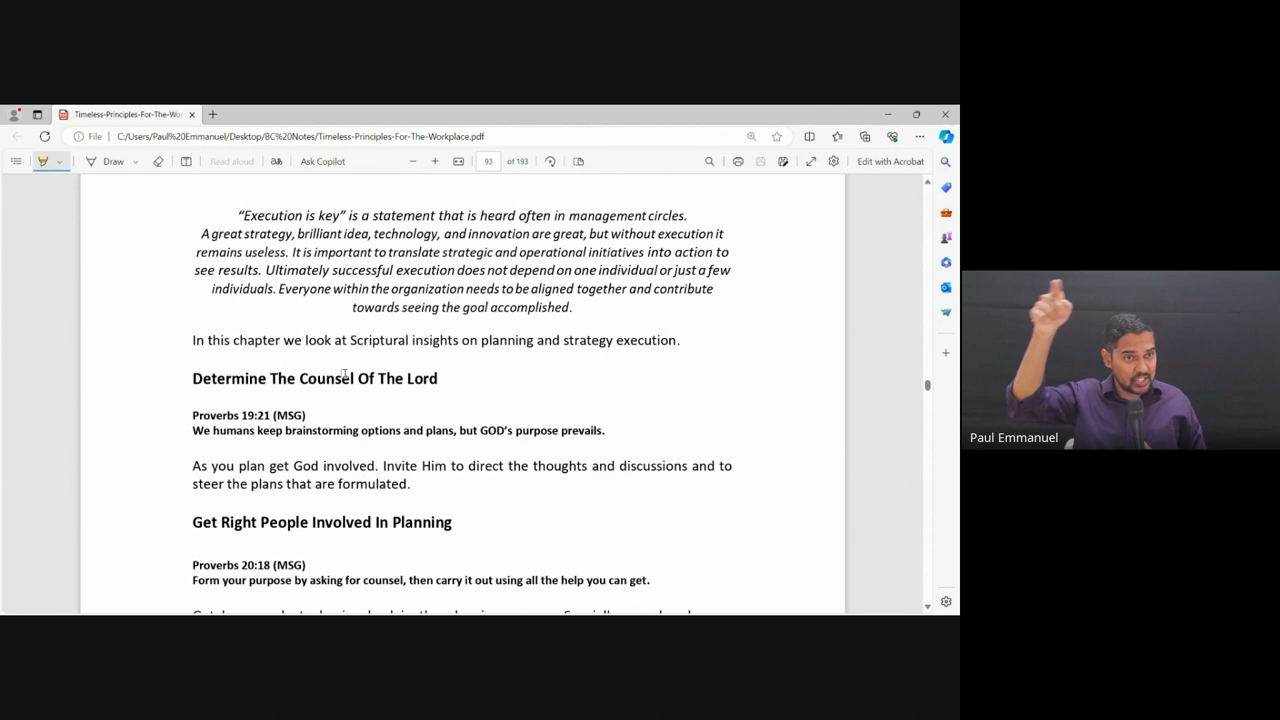 Timeless-Principles-For-The-Wor
File
C:/Users/Paul%20Emmanuel/Desktop/BC%20Notes/Timeless-Principles-For-The-Workplace.pdf
Draw
Read aloud
Ask Copilot
93 of 193
Edit with Acrobat
“Execution is key” is a statement that is heard often in management circles.
A great strategy, brilliant idea, technology, and innovation are great, but without execution it
remains useless. It is important to translate strategic and operational initiatives into action to
see results. Ultimately successful execution does not depend on one individual or just a few
individuals. Everyone within the organization needs to be aligned together and contribute
towards seeing the goal accomplished.
In this chapter we look at Scriptural insights on planning and strategy execution.
Determine The Counsel Of The Lord
Proverbs 19:21 (MSG)
We humans keep brainstorming options and plans, but GOD’s purpose prevails.
As you plan get God involved. Invite Him to direct the thoughts and discussions and to
steer the plans that are formulated.
Get Right People Involved In Planning
Proverbs 20:18 (MSG)
Form your purpose by asking for counsel, then carry it out using all the help you can get.
Paul Emmanuel